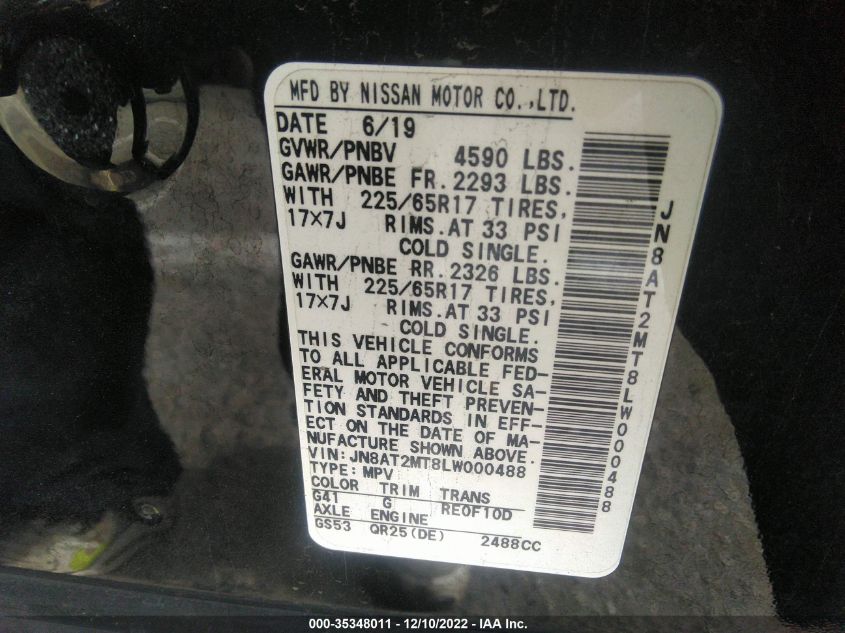 MFD BY NISSAN MOTOR CO.,LTD.
DATE 6/19
GVWR/PNBV 4590 LBS.
GAWR/PNBE FR. 2293 LBS.
WITH 225/65R17 TIRES,
17×7J RIMS.AT 33 PSI
COLD SINGLE.
GAWR/PNBE RR. 2326 LBS.
WITH 225/65R17 TIRES,
17×7J RIMS.AT 33 PSI
COLD SINGLE.
THIS VEHICLE CONFORMS
TO ALL APPLICABLE FED-
ERAL MOTOR VEHICLE SA-
FETY AND THEFT PREVEN-
TION STANDARDS IN EFF-
ECT ON THE DATE OF MA-
NUFACTURE SHOWN ABOVE.
VIN:JN8AT2MT8LW000488
TYPE:MPV
COLOR TRIM TRANS
G41 G RE0F10D
AXLE ENGINE
GS53 QR25(DE) 2488CC
JN8AT2MT8LW000488
000-35348011 - 12/10/2022 - IAA Inc.